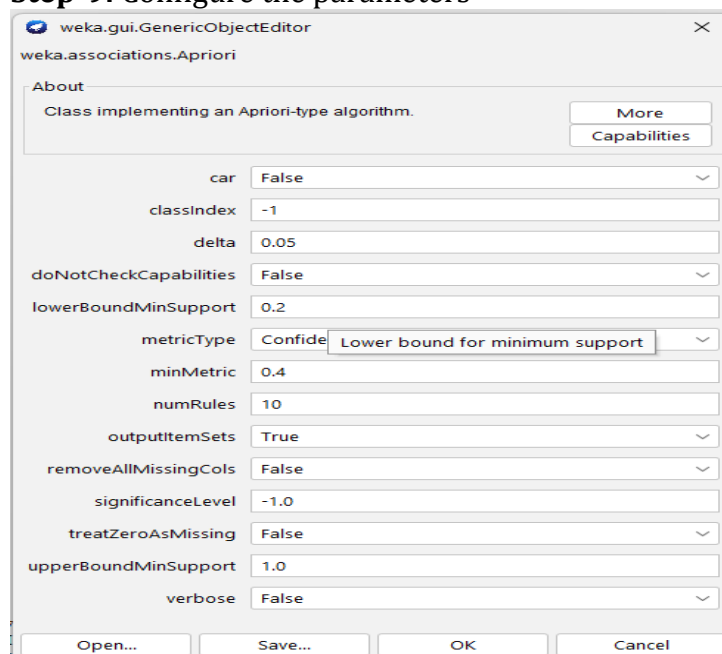 Step-9: Configure the parameters
weka.gui.GenericObjectEditor
weka.associations.Apriori
About
Class implementing an Apriori-type algorithm.
More
Capabilities
car False
classIndex -1
delta 0.05
doNotCheckCapabilities False
lowerBoundMinSupport 0.2
metricType Confide
Lower bound for minimum support
minMetric 0.4
numRules 10
outputItemSets True
removeAllMissingCols False
significanceLevel -1.0
treatZeroAsMissing False
upperBoundMinSupport 1.0
verbose False
Open... Save... OK Cancel